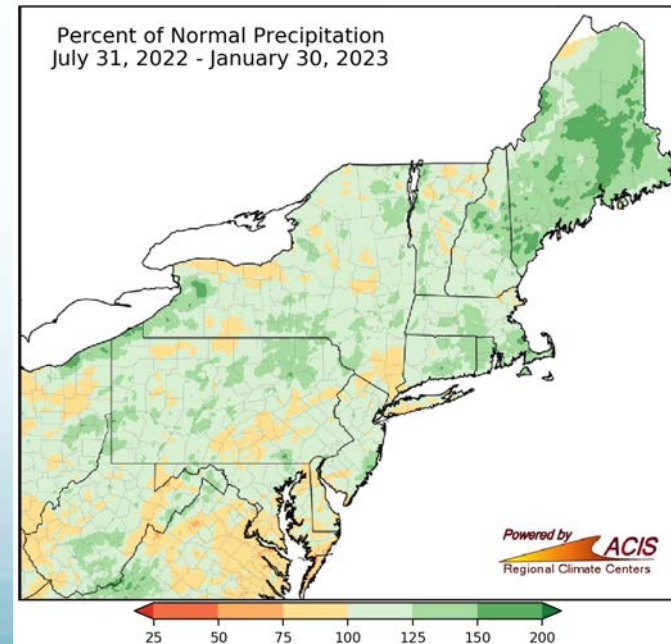 Percent of Normal Precipitation
July 31, 2022 - January 30, 2023
Powered by
ACIS
Regional Climate Centers
25 50 75 100 125 150 200